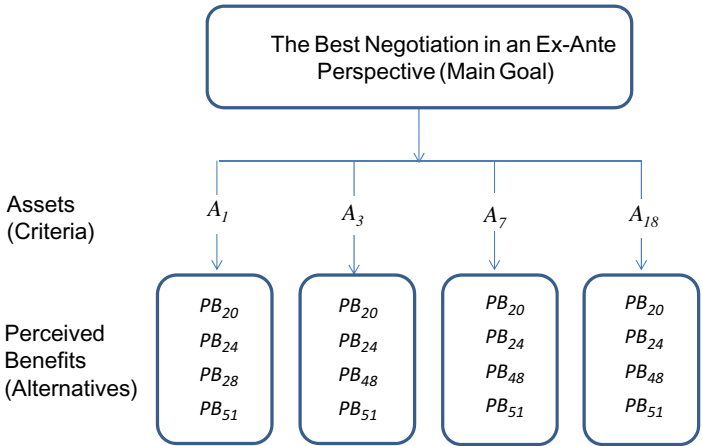 The Best Negotiation in an Ex-Ante
Perspective (Main Goal)
Assets
(Criteria)
A1
A3
A7
A18
Perceived
Benefits
(Alternatives)
PB20
PB24
PB28
PB51
PB20
PB24
PB48
PB51
PB20
PB24
PB48
PB51
PB20
PB24
PB48
PB51